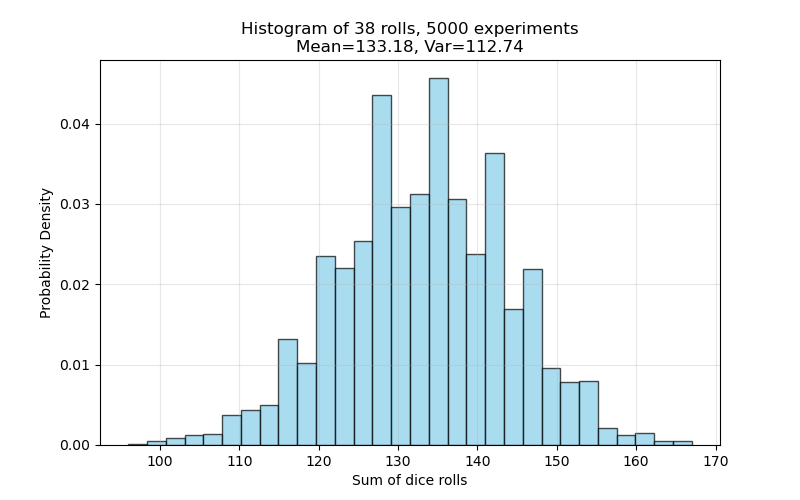 Histogram of 38 rolls, 5000 experiments
Mean=133.18, Var=112.74
Probability Density
0.04
0.03
0.02
0.01
0.00
100 110 120 130 140 150 160 170
Sum of dice rolls